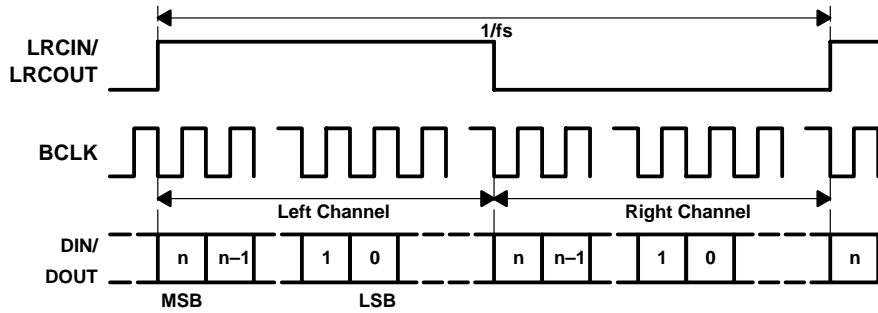 1/fs
LRCIN/
LRCOUT
BCLK
Left Channel
Right Channel
DIN/
DOUT
n
n–1
1
0
n
n–1
1
0
n
MSB
LSB